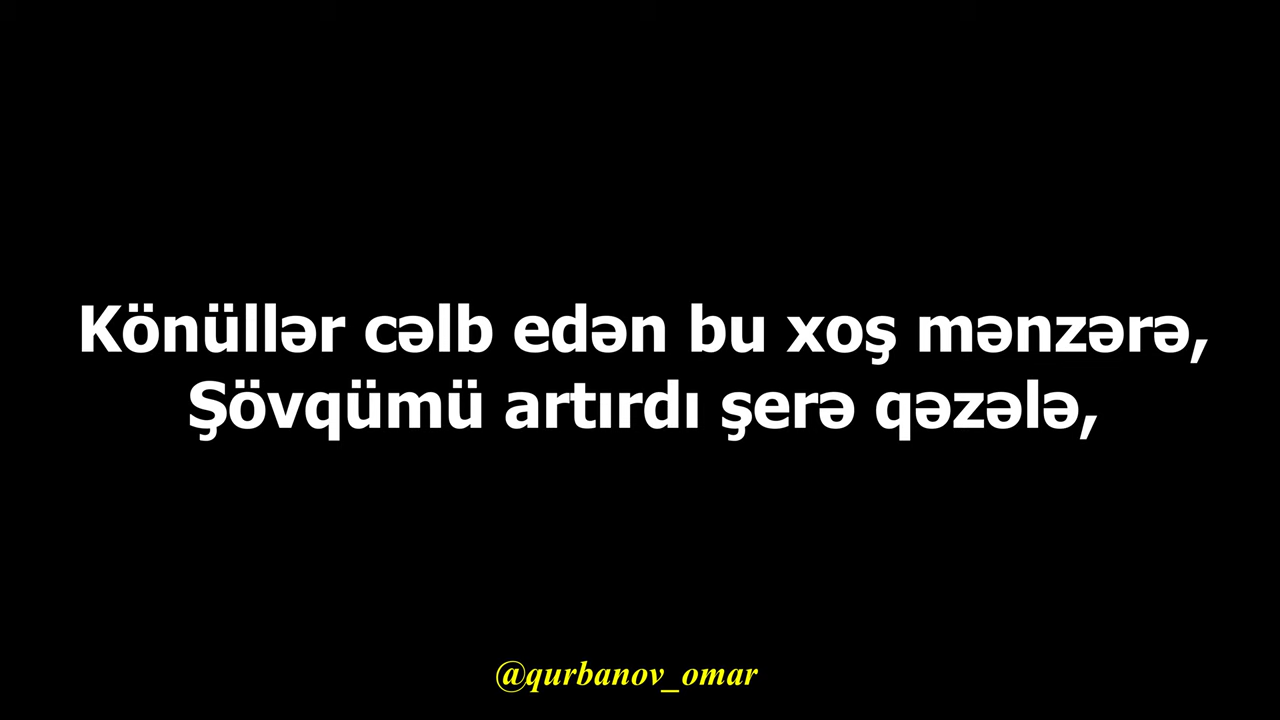 Könüllər cəlb edən bu xoş mənzərə,
Şövqümü artırdı şerə qəzələ,
@qurbanov_omar